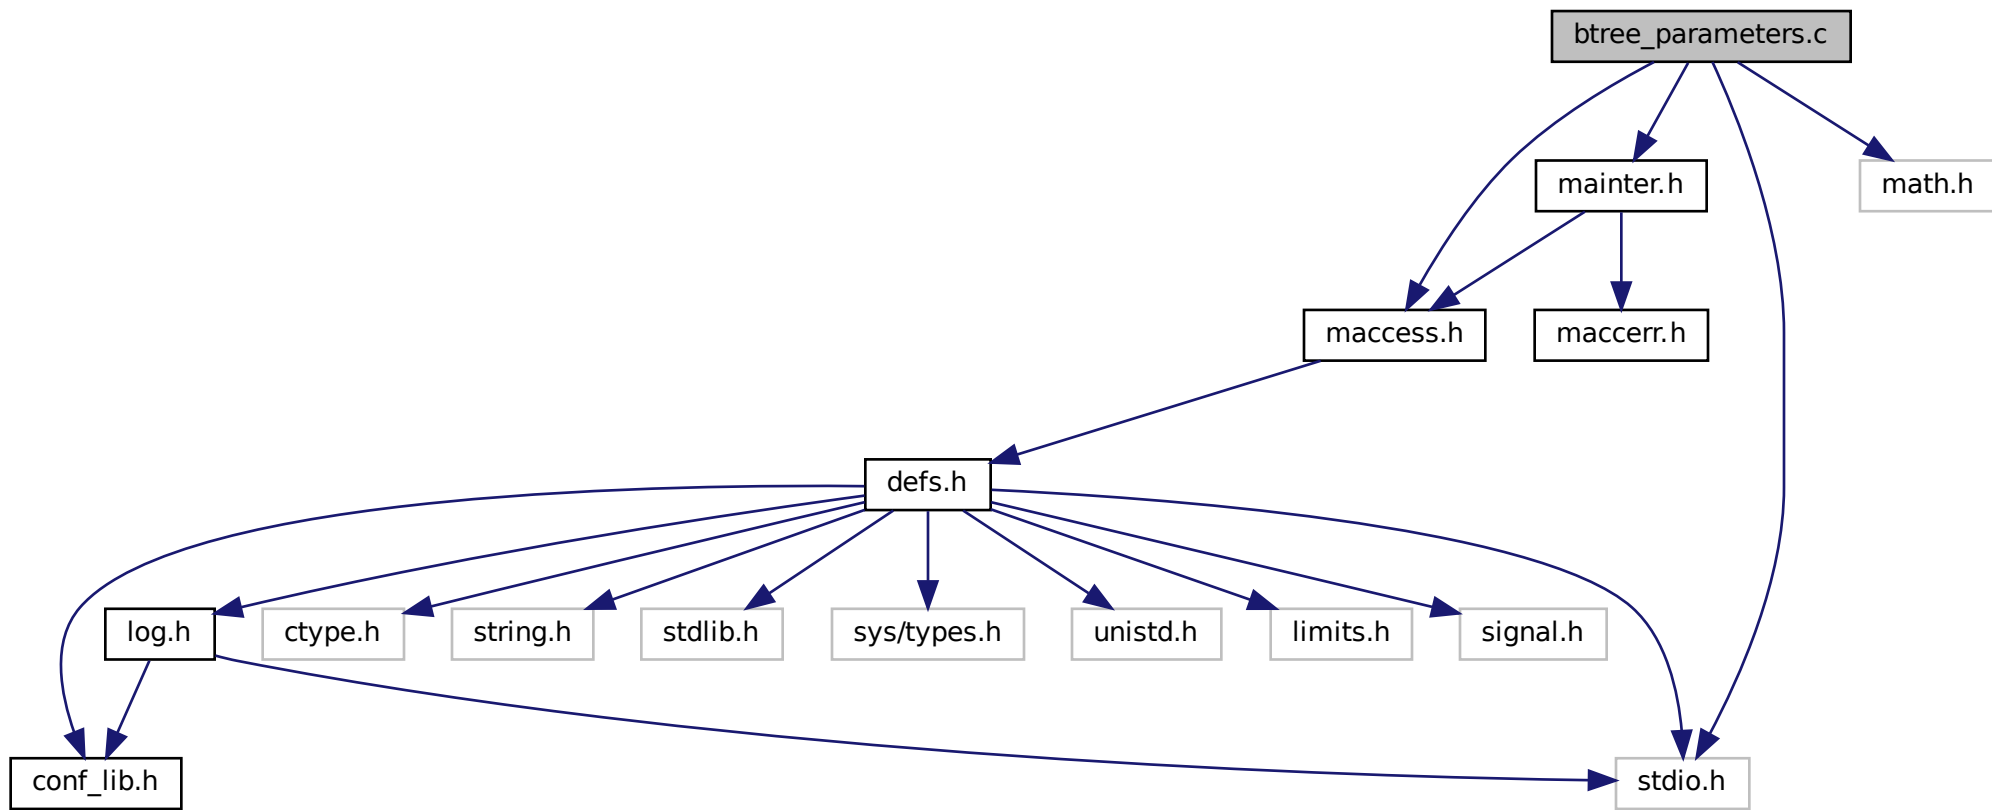 btree_parameters.c
mainter.h
math.h
maccess.h
maccerr.h
defs.h
log.h
ctype.h
string.h
stdlib.h
sys/types.h
unistd.h
limits.h
signal.h
conf_lib.h
stdio.h